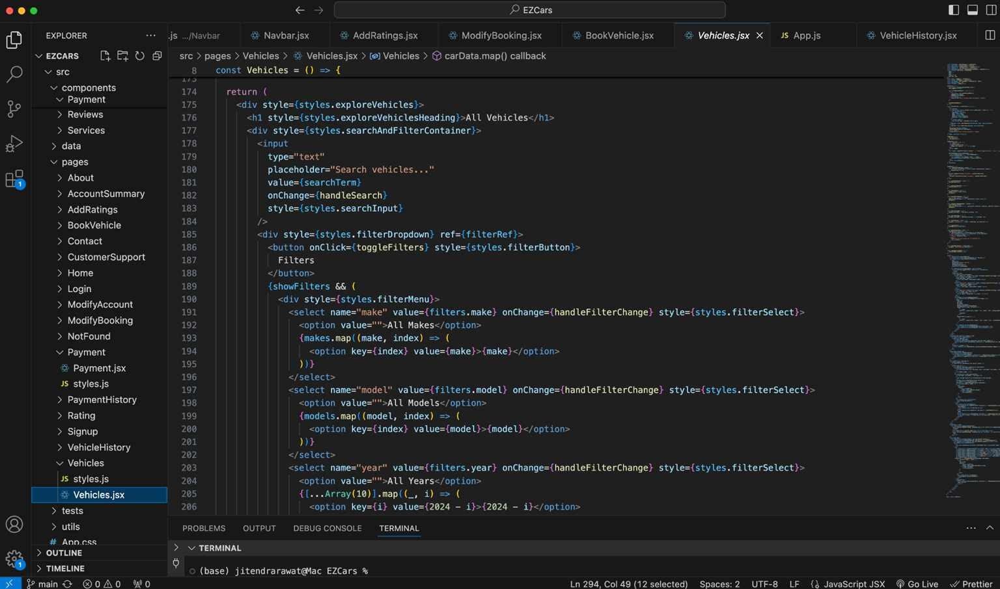 EZCars
EXPLORER
.js .../Navbar
Navbar.jsx
AddRatings.jsx
ModifyBooking.jsx
BookVehicle.jsx
Vehicles.jsx
JS App.js
VehicleHistory.jsx
EZCARS
src > pages > Vehicles > Vehicles.jsx > Vehicles > carData.map() callback
src
components
Payment
Reviews
Services
data
pages
About
AccountSummary
AddRatings
BookVehicle
Contact
CustomerSupport
Home
Login
ModifyAccount
ModifyBooking
NotFound
Payment
Payment.jsx
JS styles.js
PaymentHistory
Rating
Signup
VehicleHistory
Vehicles
JS styles.js
Vehicles.jsx
tests
utils
# App.css
OUTLINE
TIMELINE
1
1
8 const Vehicles = () => {
173
174 return (
175 <div style={styles.exploreVehicles}>
176 <h1 style={styles.exploreVehiclesHeading}>All Vehicles</h1>
177 <div style={styles.searchAndFilterContainer}>
178 <input
179 type="text"
180 placeholder="Search vehicles..."
181 value={searchTerm}
182 onChange={handleSearch}
183 style={styles.searchInput}
184 />
185 <div style={styles.filterDropdown} ref={filterRef}>
186 <button onClick={toggleFilters} style={styles.filterButton}>
187 Filters
188 </button>
189 {showFilters && (
190 <div style={styles.filterMenu}>
191 <select name="make" value={filters.make} onChange={handleFilterChange} style={styles.filterSelect}>
192 <option value="">All Makes</option>
193 {makes.map((make, index) => (
194 <option key={index} value={make}>{make}</option>
195 ))}
196 </select>
197 <select name="model" value={filters.model} onChange={handleFilterChange} style={styles.filterSelect}>
198 <option value="">All Models</option>
199 {models.map((model, index) => (
200 <option key={index} value={model}>{model}</option>
201 ))}
202 </select>
203 <select name="year" value={filters.year} onChange={handleFilterChange} style={styles.filterSelect}>
204 <option value="">All Years</option>
205 {[...Array(10)].map((_, i) => (
206 <option key={i} value={2024 - i}>{2024 - i}</option>
PROBLEMS OUTPUT DEBUG CONSOLE TERMINAL
TERMINAL
(base) jitendrarawat@Mac EZCars %
main 0 0 0
Ln 294, Col 49 (12 selected) Spaces: 2 UTF-8 LF {} JavaScript JSX Go Live Prettier